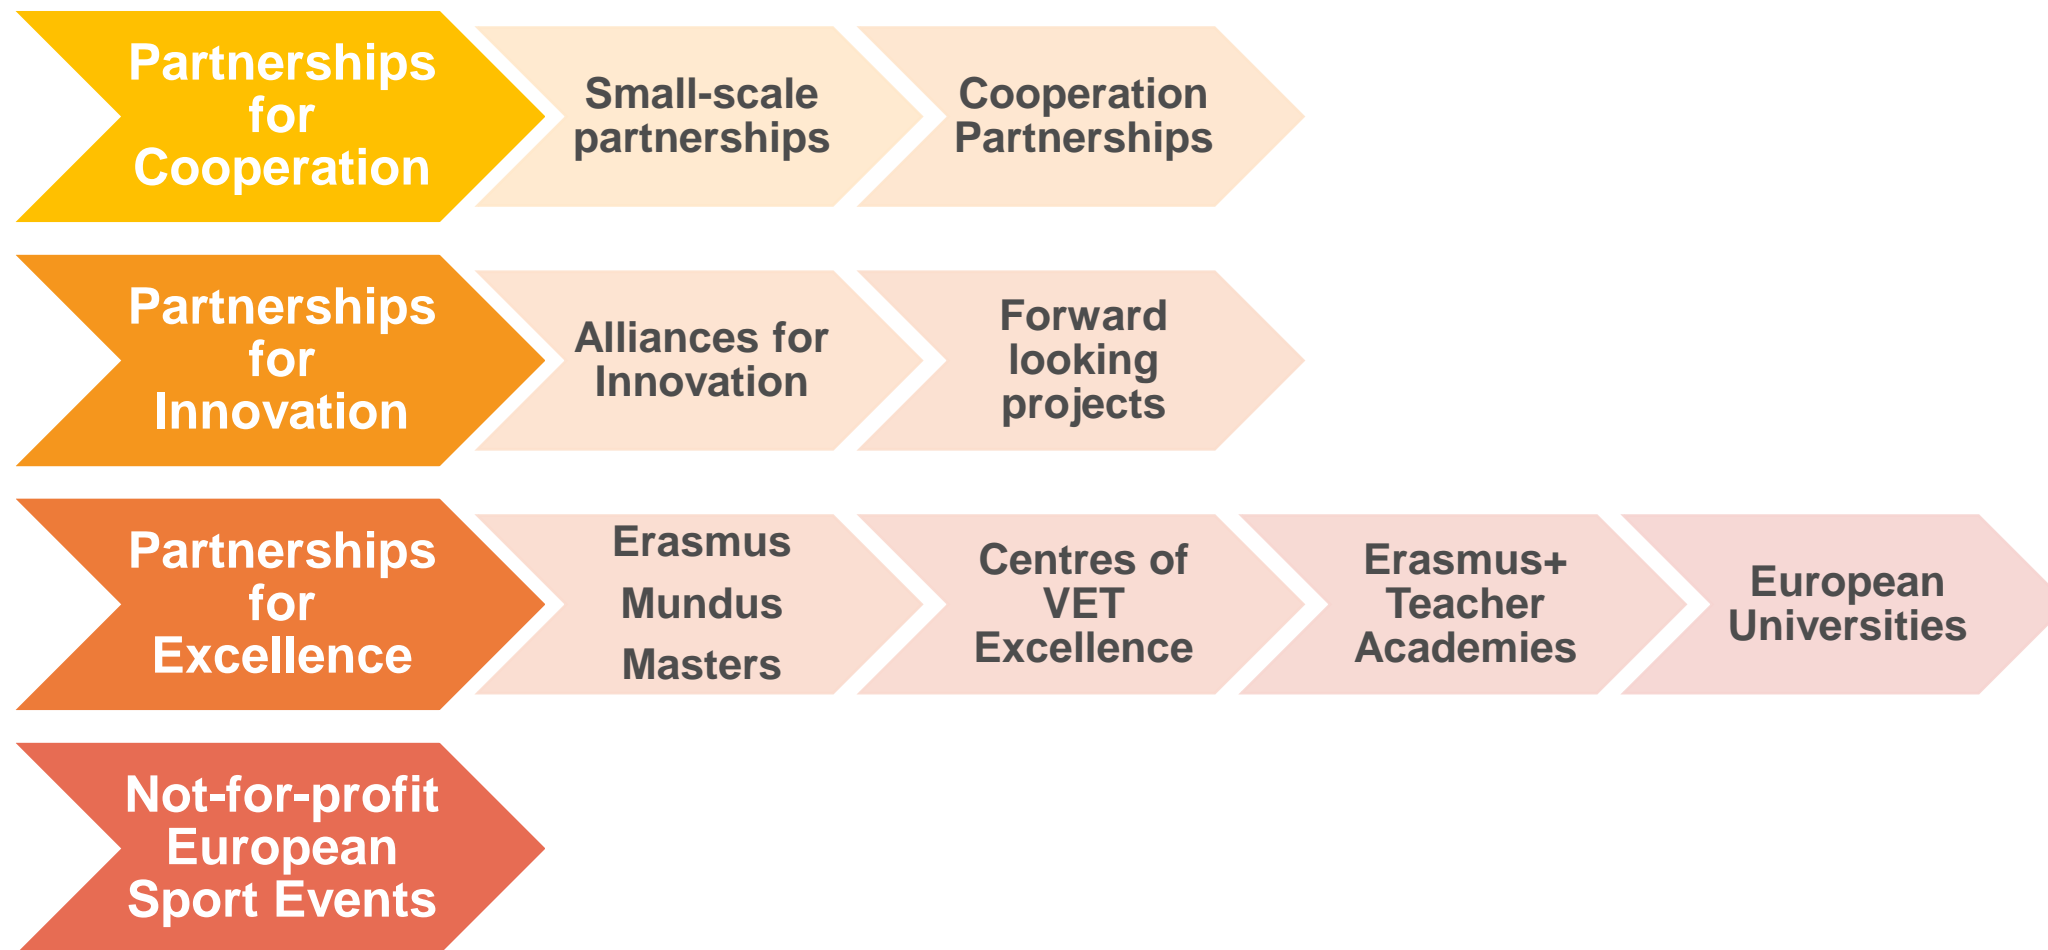 Partnerships
for
Cooperation
Small-scale
partnerships
Cooperation
Partnerships
Partnerships
for
Innovation
Alliances for
Innovation
Forward
looking
projects
Partnerships
for
Excellence
Erasmus
Mundus
Masters
Centres of
VET
Excellence
Erasmus+
Teacher
Academies
European
Universities
Not-for-profit
European
Sport Events